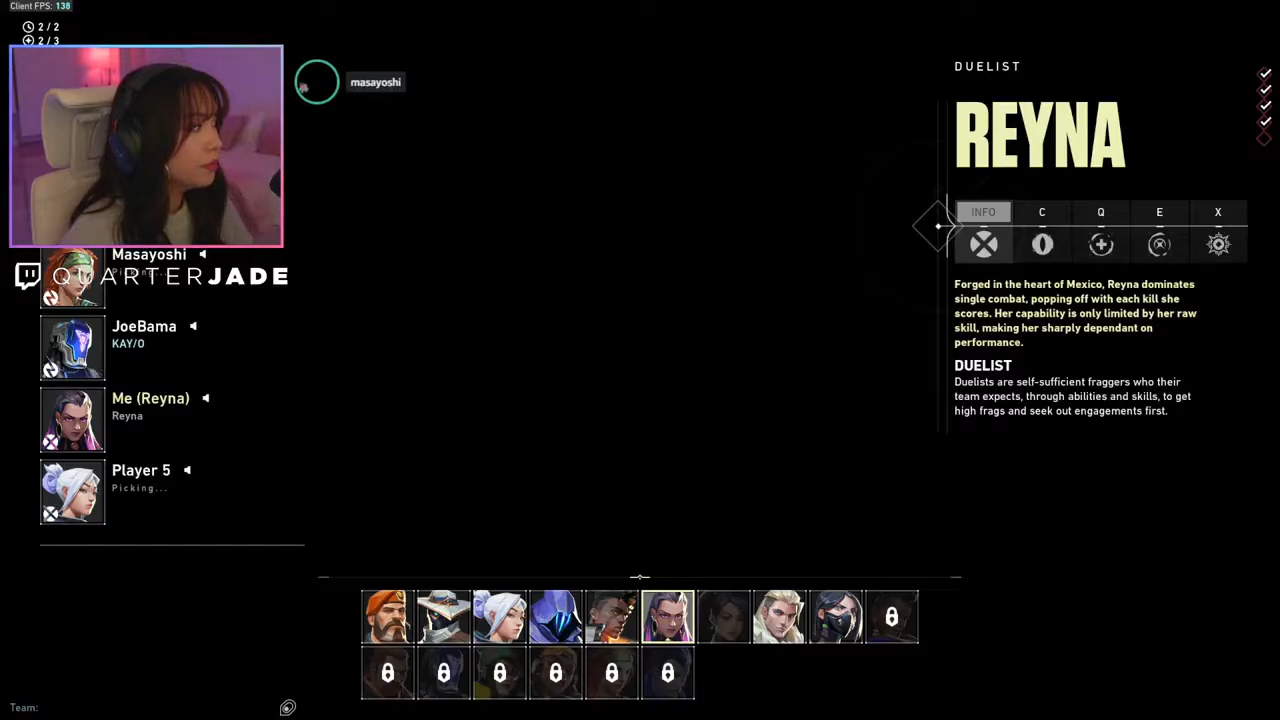 Client FPS: 138
2 / 2
2 / 3
masayoshi
DUELIST
REYNA
INFO C Q E X
Forged in the heart of Mexico, Reyna dominates
single combat, popping off with each kill she
scores. Her capability is only limited by her raw
skill, making her sharply dependant on
performance.
DUELIST
Duelists are self-sufficient fraggers who their
team expects, through abilities and skills, to get
high frags and seek out engagements first.
Masayoshi
Picking...
QUARTERJADE
JoeBama
KAY/O
Me (Reyna)
Reyna
Player 5
Picking...
Team: